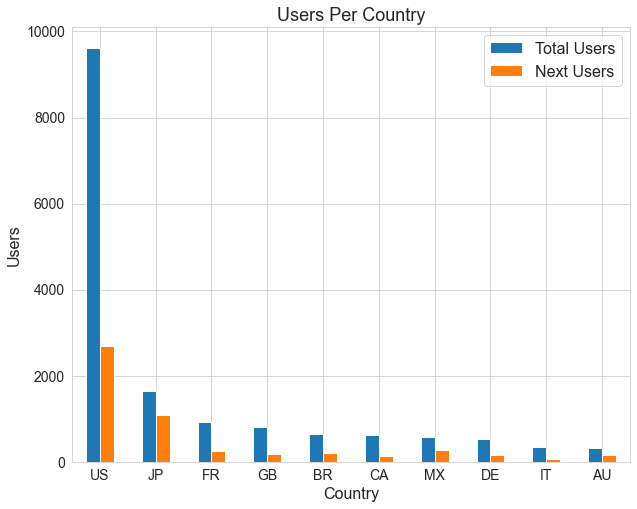 Users Per Country
Total Users
Next Users
10000
8000
6000
4000
2000
0
Users
US JP FR GB BR CA MX DE IT AU
Country